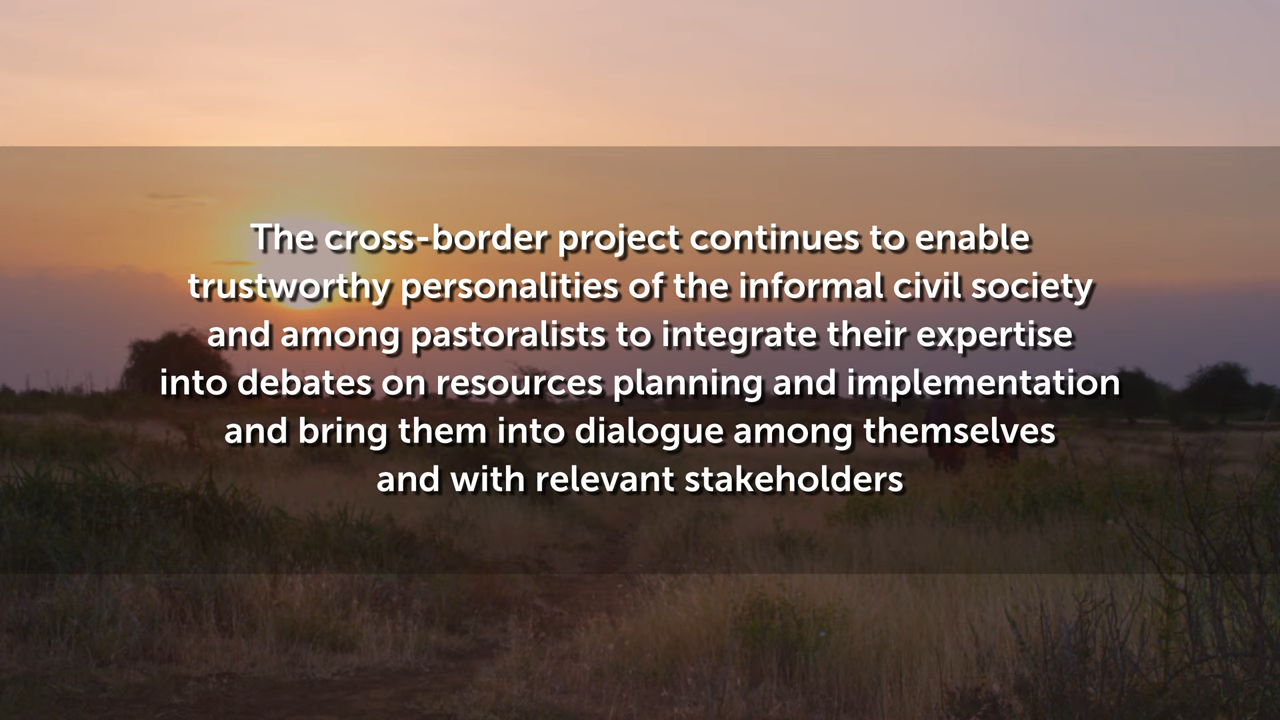 The cross-border project continues to enable
trustworthy personalities of the informal civil society
and among pastoralists to integrate their expertise
into debates on resources planning and implementation
and bring them into dialogue among themselves
and with relevant stakeholders